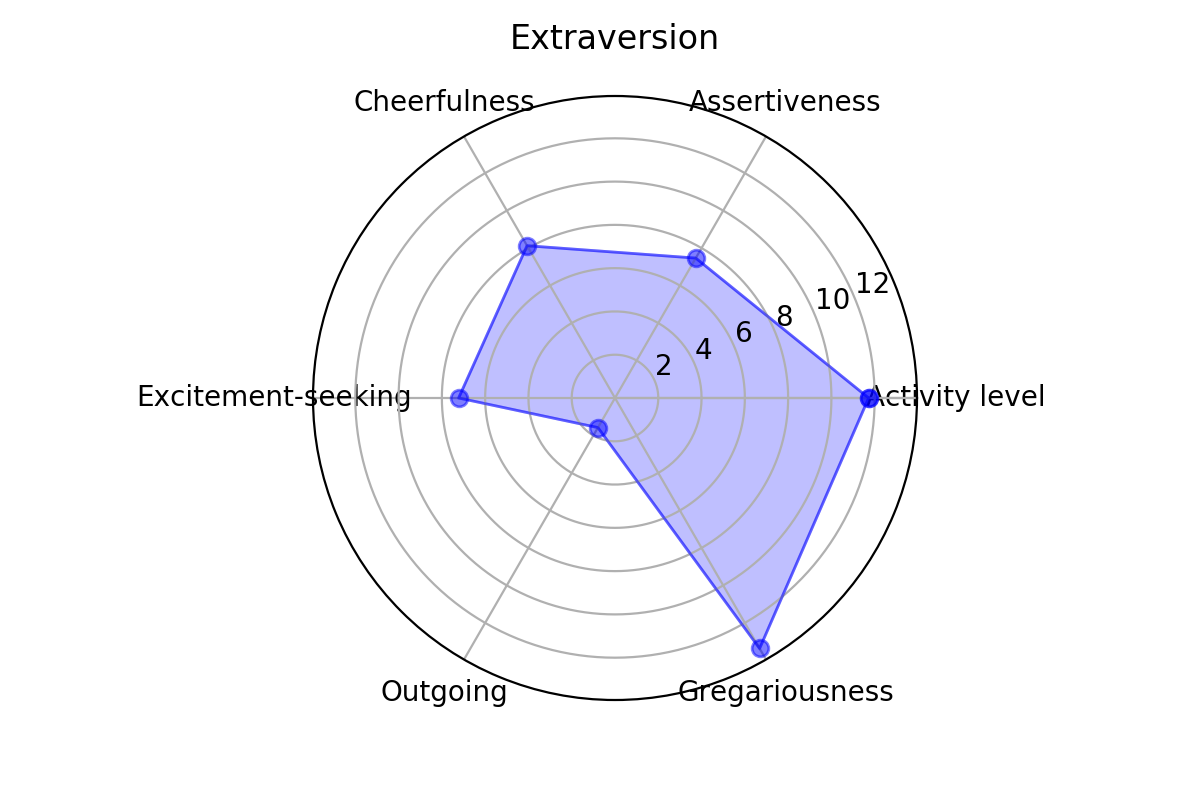 Extraversion
Cheerfulness
Assertiveness
12
10
8
6
4
2
Excitement-seeking
Activity level
Outgoing
Gregariousness